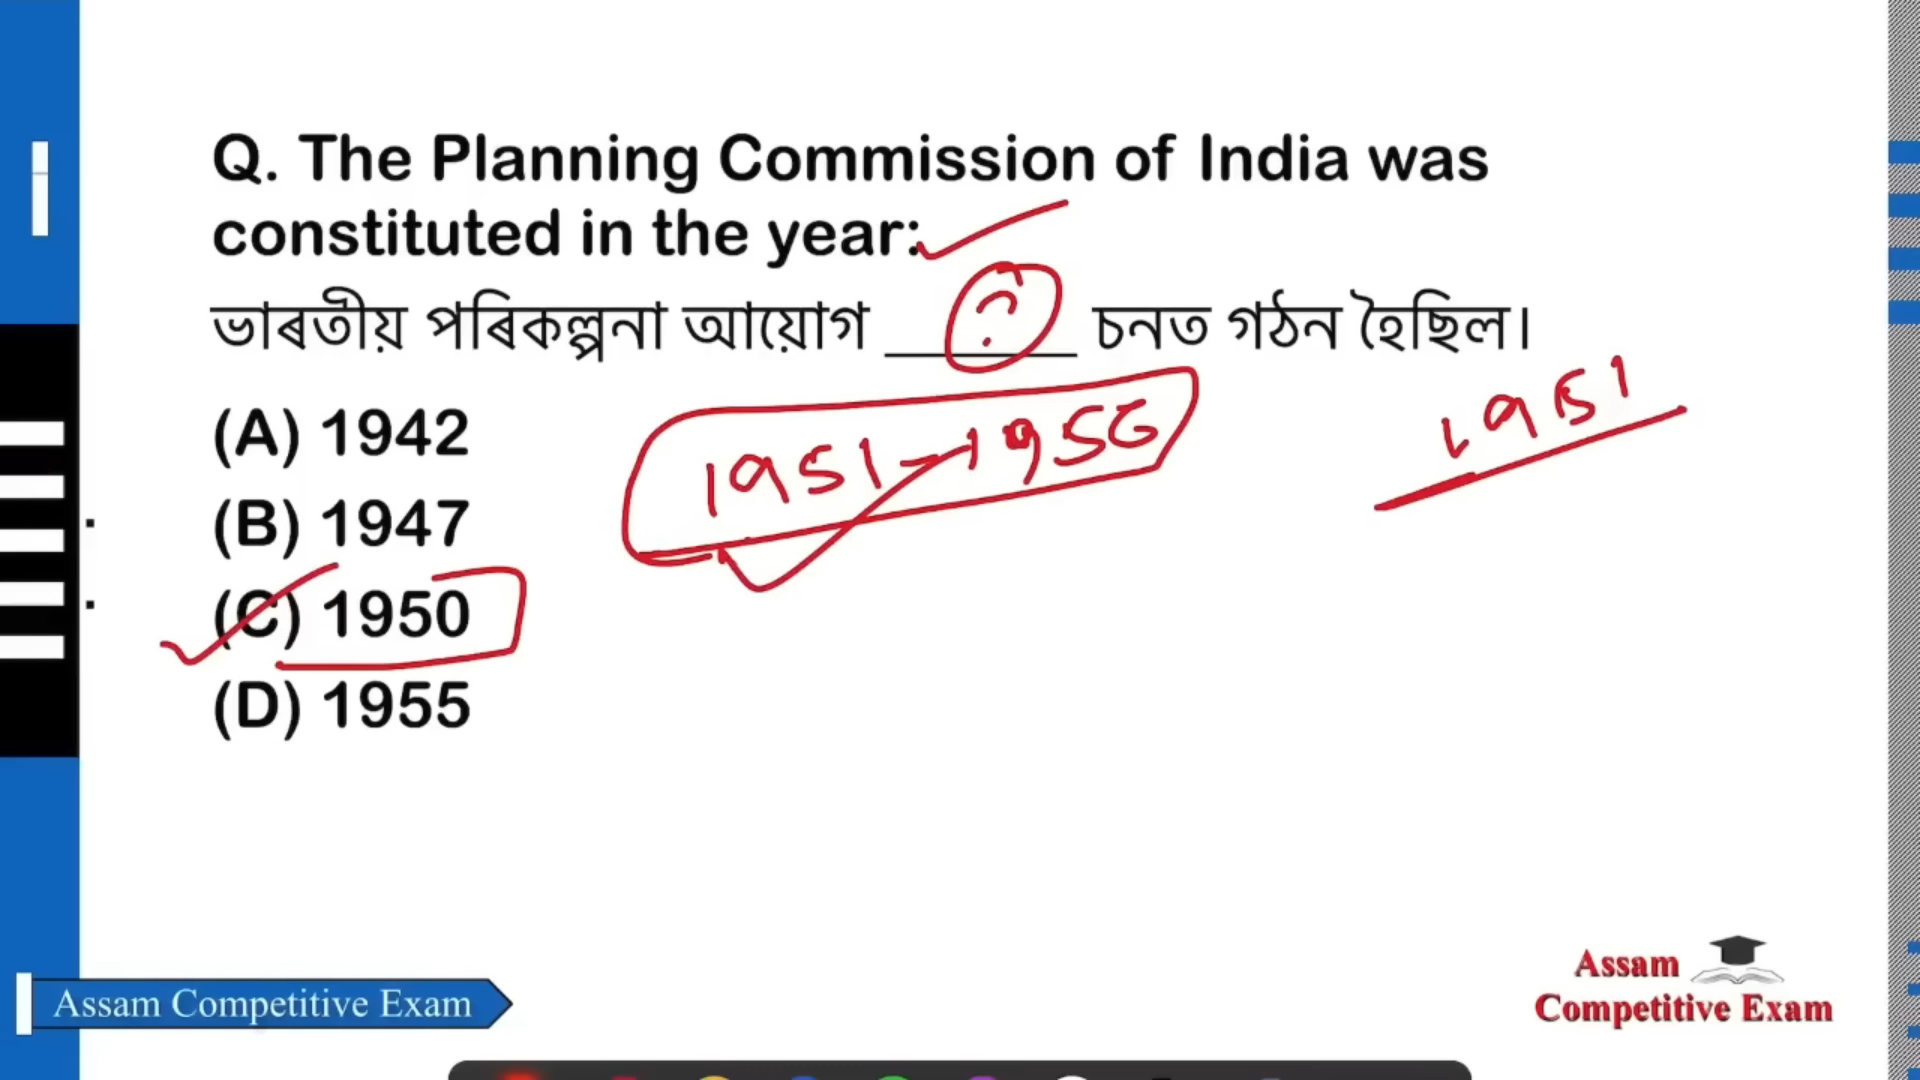 Q. The Planning Commission of India was
constituted in the year:
ভাৰতীয় পৰিকল্পনা আয়োগ ______ চনত গঠন হৈছিল।
?
(A) 1942
1951-1956
1951
(B) 1947
(C) 1950
(D) 1955
Assam Competitive Exam
Assam
Competitive Exam